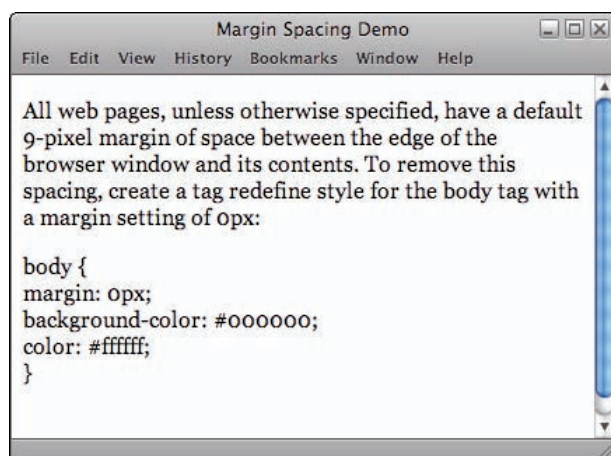 Margin Spacing Demo
File Edit View History Bookmarks Window Help
All web pages, unless otherwise specified, have a default
9-pixel margin of space between the edge of the
browser window and its contents. To remove this
spacing, create a tag redefine style for the body tag with
a margin setting of 0px:
body {
margin: 0px;
background-color: #000000;
color: #ffffff;
}